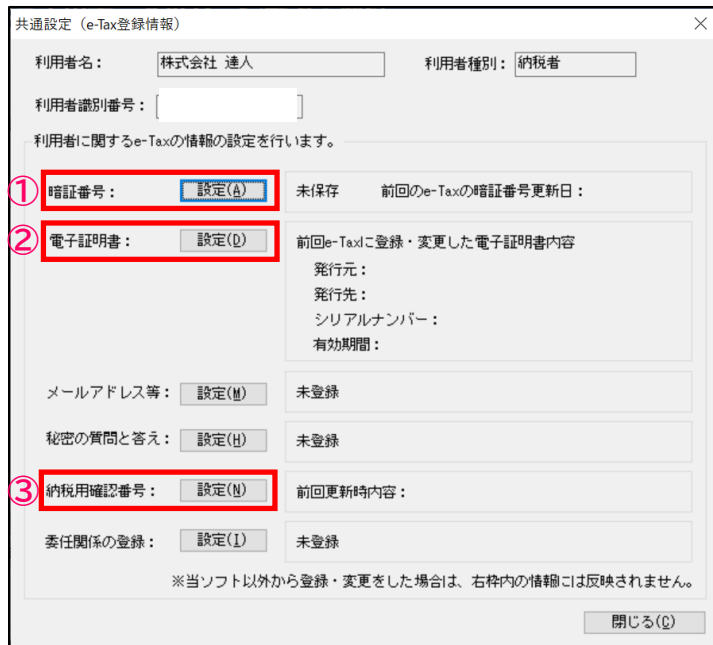 共通設定（e-Tax登録情報）
利用者名： 株式会社 達人 利用者種別： 納税者
利用者識別番号：
利用者に関するe-Taxの情報の設定を行います。
① 暗証番号： 設定(A) 未保存 前回のe-Taxの暗証番号更新日：
② 電子証明書： 設定(D) 前回e-Taxに登録・変更した電子証明書内容
発行元：
発行先：
シリアルナンバー：
有効期間：
メールアドレス等： 設定(M) 未登録
秘密の質問と答え： 設定(H) 未登録
③ 納税用確認番号： 設定(N) 前回更新時内容：
委任関係の登録： 設定(I) 未登録
※当ソフト以外から登録・変更をした場合は、右枠内の情報には反映されません。
閉じる(C)